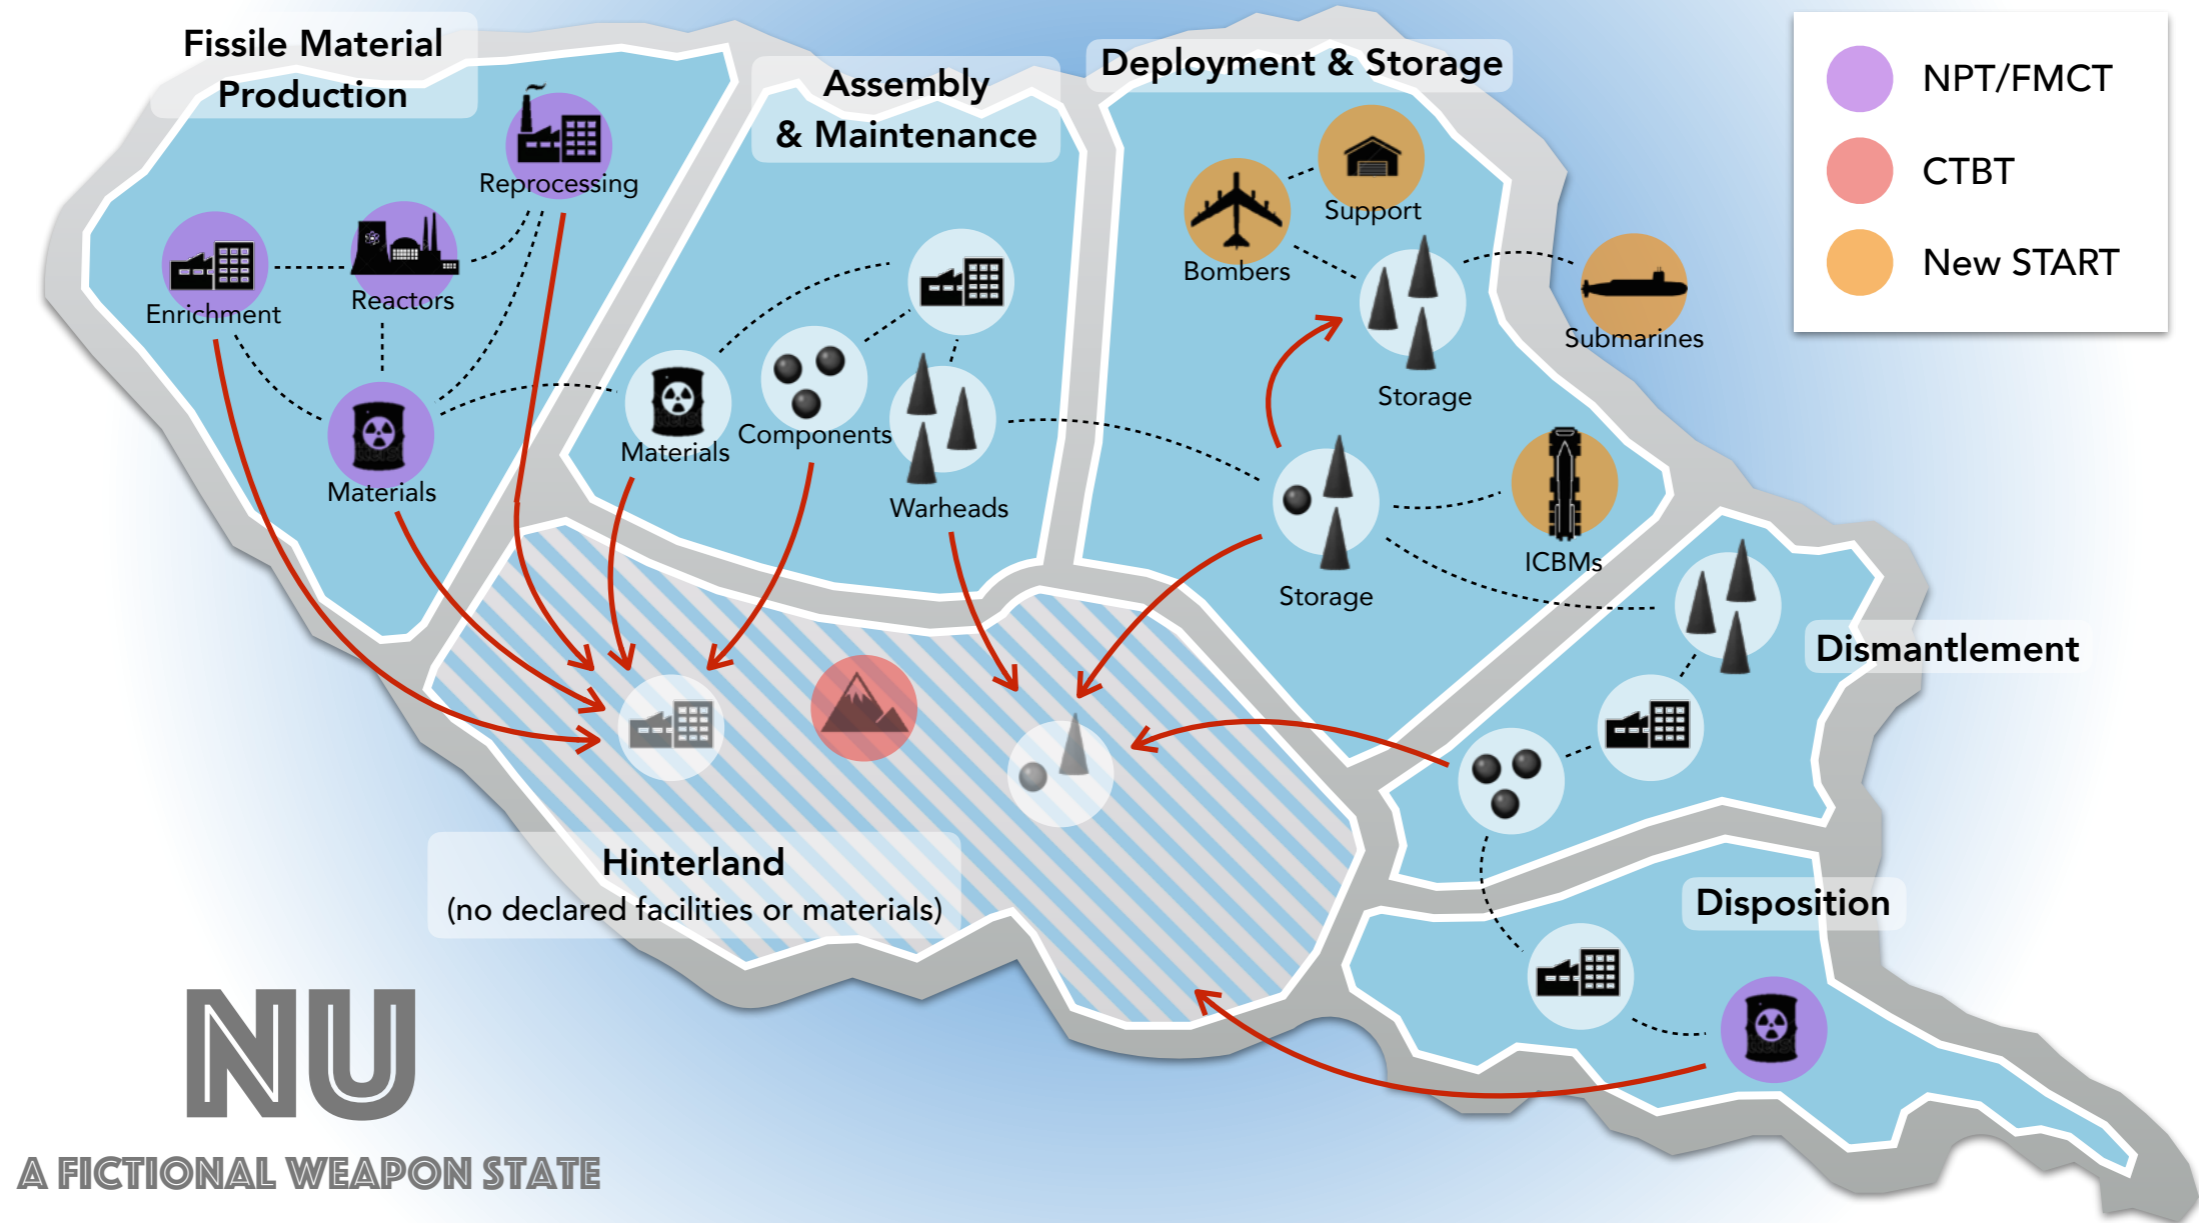 Fissile Material
Production
Assembly
& Maintenance
Deployment & Storage
NPT/FMCT
CTBT
New START
Reprocessing
Enrichment
Reactors
Materials
Materials
Components
Warheads
Support
Bombers
Submarines
Storage
ICBMs
Storage
Dismantlement
Hinterland
(no declared facilities or materials)
Disposition
NU
A FICTIONAL WEAPON STATE